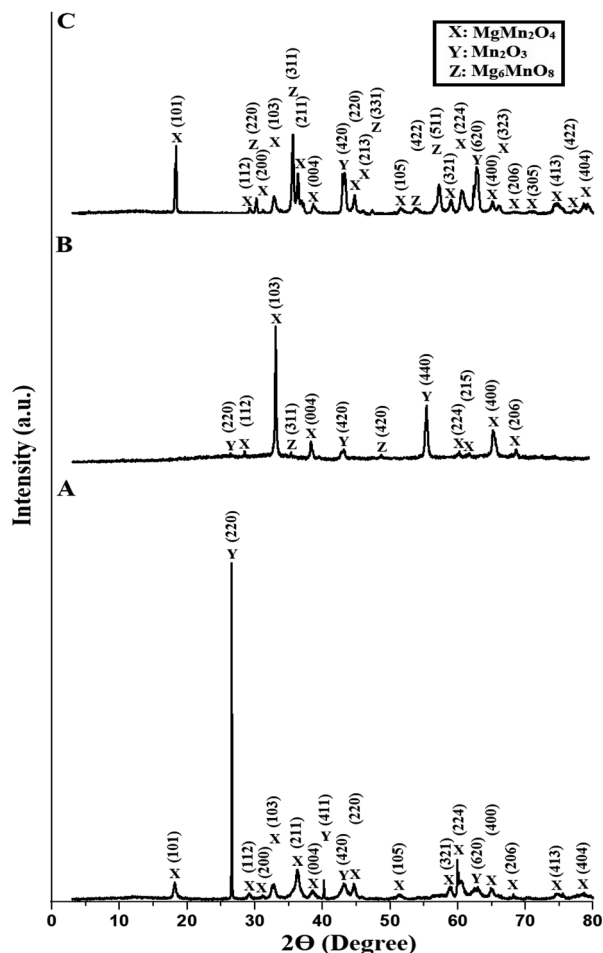 C
X: MgMn₂O₄
Y: Mn₂O₃
Z: Mg₆MnO₈
(101)
X
(112)
X
(220)
Z
(200)
X
(103)
X
(311)
Z
(211)
X
(004)
X
(420)
Y
(220)
X
(213)
X
(331)
Z
(105)
X
(422)
Z
(511)
Z
(321)
X
(224)
X
(620)
Y
(400)
X
(323)
X
(206)
X
(305)
X
(413)
X
(422)
X
(404)
X
B
(220)
Y
(112)
X
(103)
X
(311)
Z
(004)
X
(420)
Y
(420)
Z
(440)
Y
(224)
X
(215)
X
(400)
X
(206)
X
A
(101)
X
(220)
Y
(112)
X
(200)
X
(103)
X
(211)
X
(004)
X
(411)
Y
(420)
Y
(220)
X
(105)
X
(321)
X
(224)
X
(620)
Y
(400)
X
(206)
X
(413)
X
(404)
X
Intensity (a.u.)
0 10 20 30 40 50 60 70 80
2Θ (Degree)